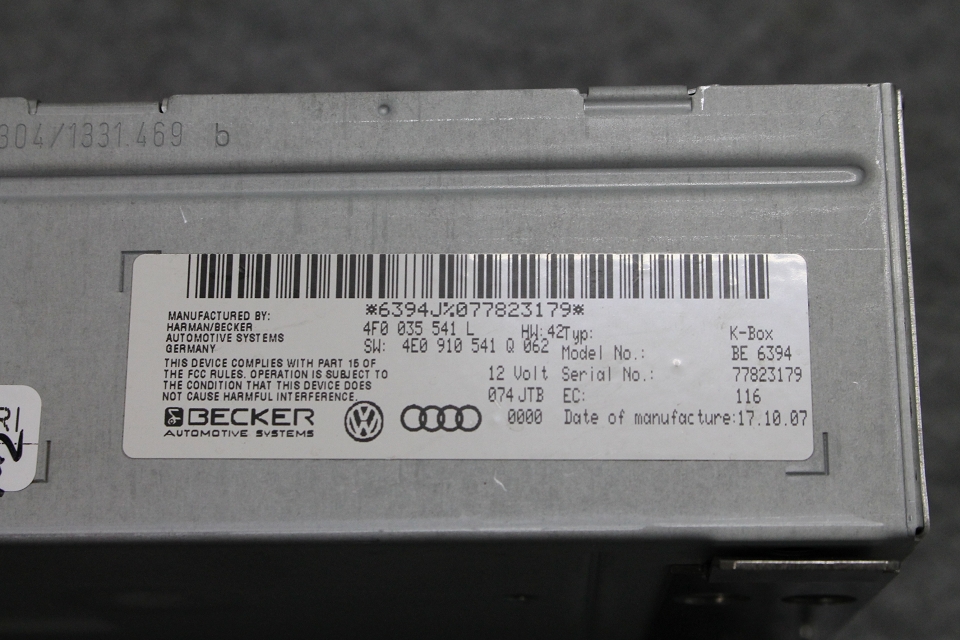 304/1331.469 b
*6394J%077823179*
MANUFACTURED BY:
HARMAN/BECKER
AUTOMOTIVE SYSTEMS
GERMANY
4F0 035 541 L HW:42
SW: 4E0 910 541 Q 062
THIS DEVICE COMPLIES WITH PART 15 OF
THE FCC RULES. OPERATION IS SUBJECT TO
THE CONDITION THAT THIS DEVICE DOES
NOT CAUSE HARMFUL INTERFERENCE.
12 Volt
074 JTB
0000
Typ: K-Box
Model No.: BE 6394
Serial No.: 77823179
EC: 116
Date of manufacture:17.10.07
BECKER
AUTOMOTIVE SYSTEMS
RI